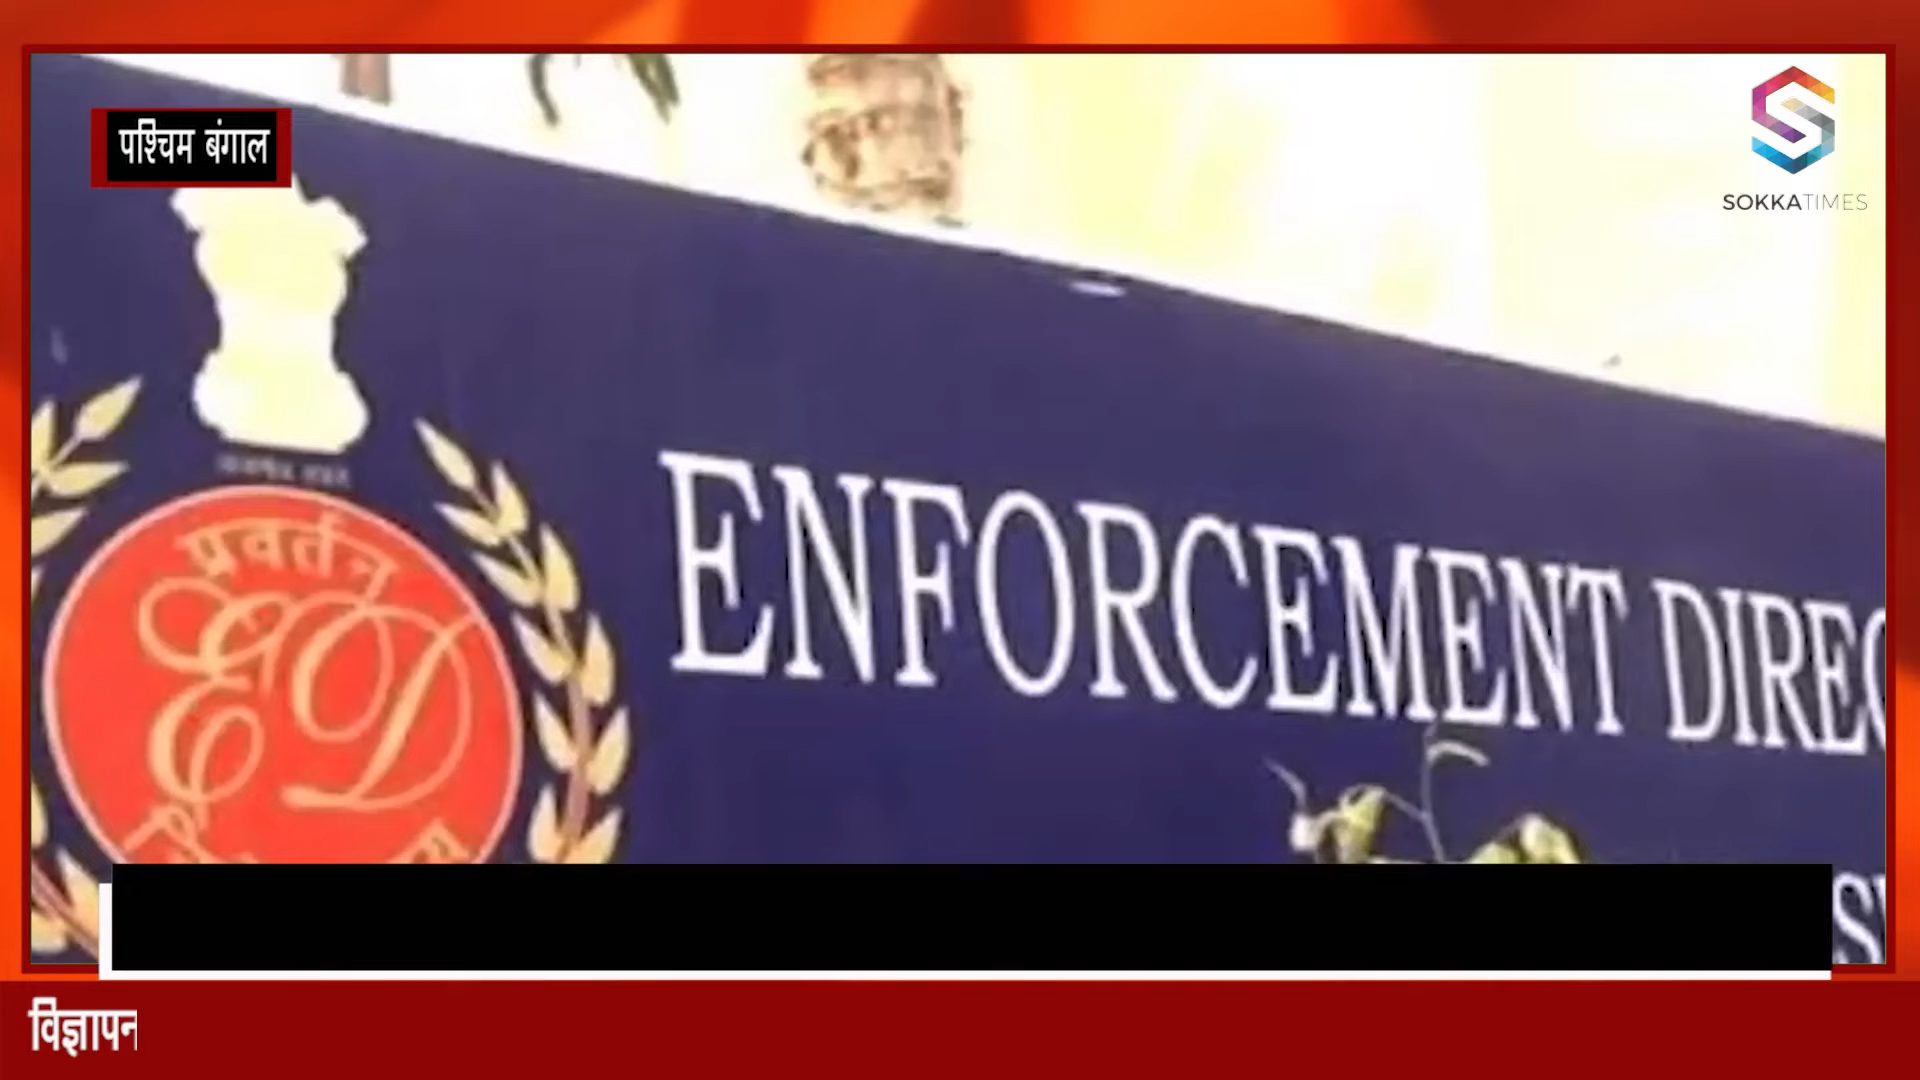 पश्चिम बंगाल
SOKKATIMES
प्रवर्तन
ED
ENFORCEMENT DIREC
विज्ञापन